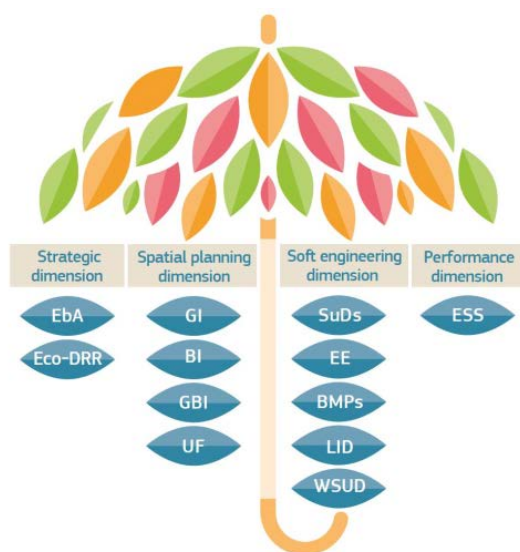 Strategic
dimension
Spatial planning
dimension
Soft engineering
dimension
Performance
dimension
EbA
GI
SuDs
ESS
Eco-DRR
BI
EE
GBI
BMPs
UF
LID
WSUD